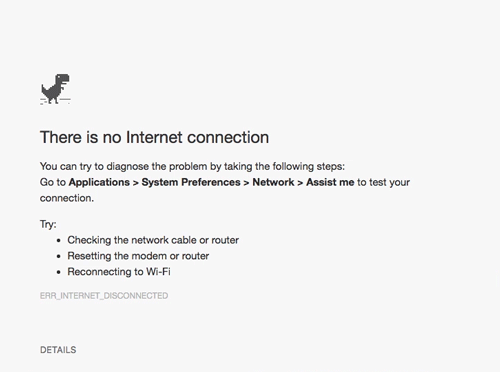 There is no Internet connection
You can try to diagnose the problem by taking the following steps:
Go to Applications > System Preferences > Network > Assist me to test your
connection.
Try:
• Checking the network cable or router
• Resetting the modem or router
• Reconnecting to Wi-Fi
ERR_INTERNET_DISCONNECTED
DETAILS